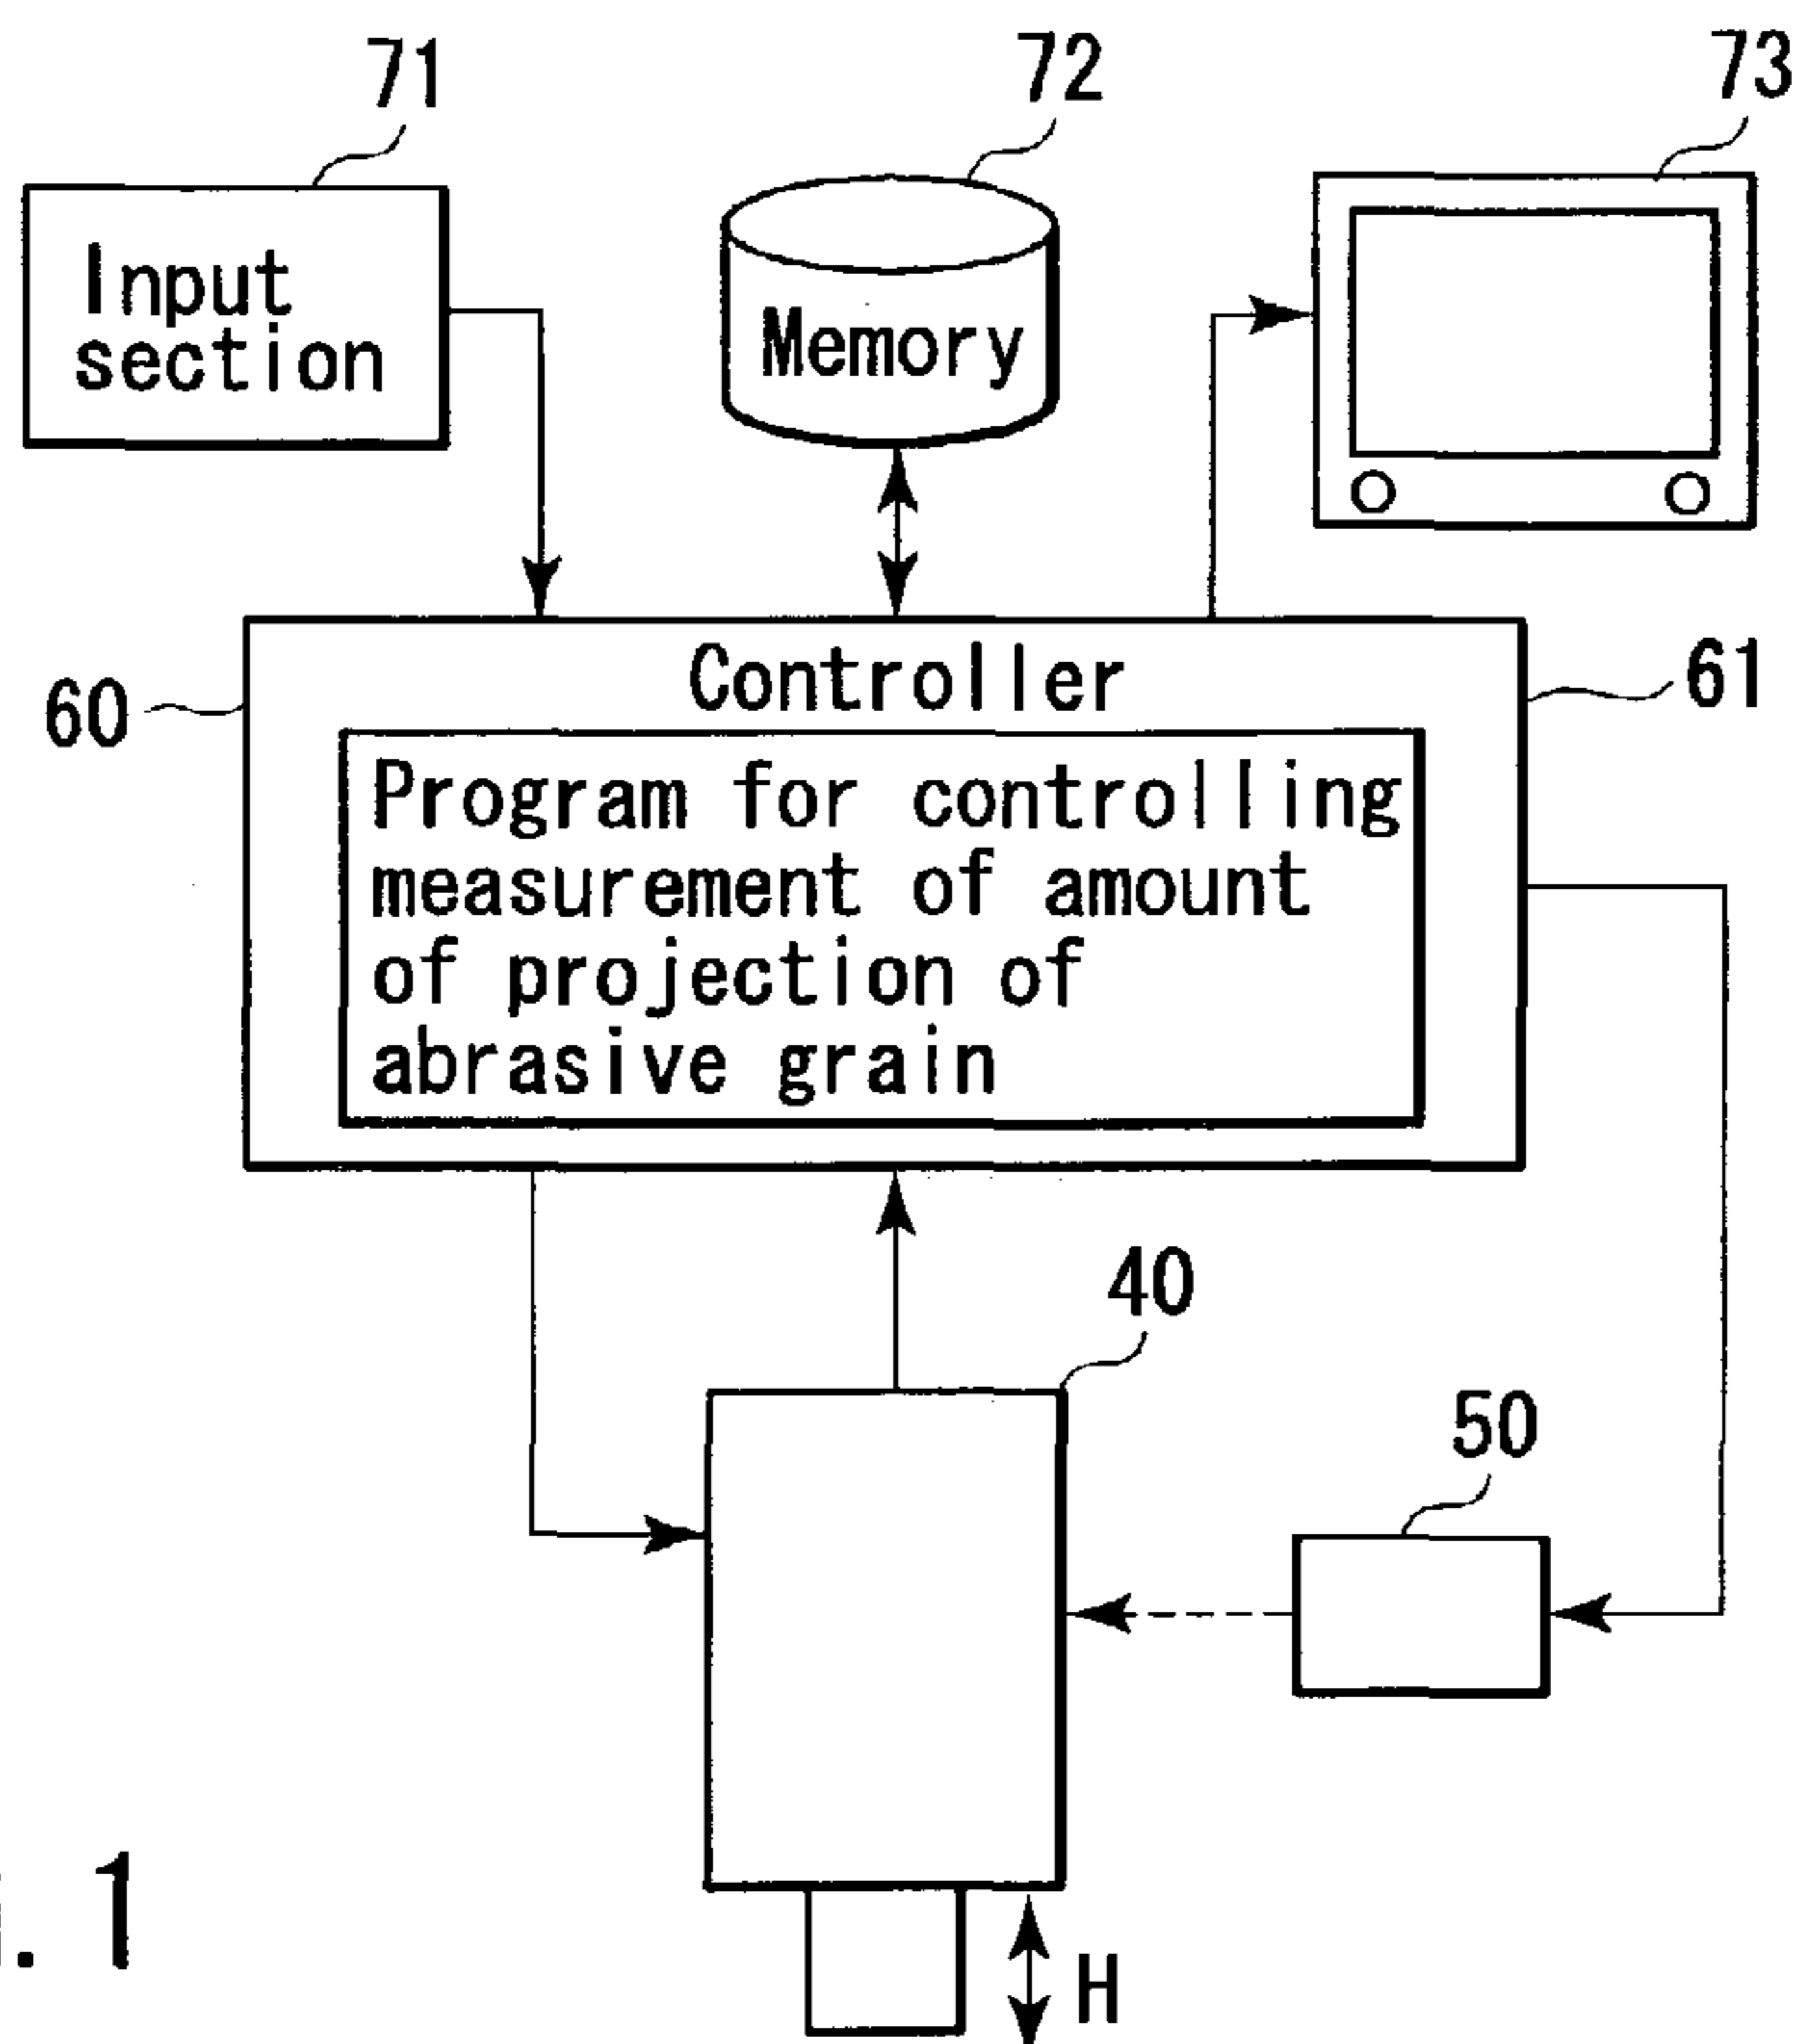 71
72
73
Input
section
Memory
60
Controller
61
Program for controlling
measurement of amount
of projection of
abrasive grain
40
50
. 1
H